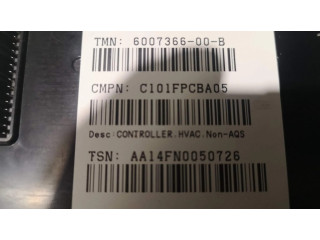 TMN: 6007366-00-B
CMPN: C101FPCBA05
Desc:CONTROLLER.HVAC.Non-AQS
TSN: AA14FN0050726